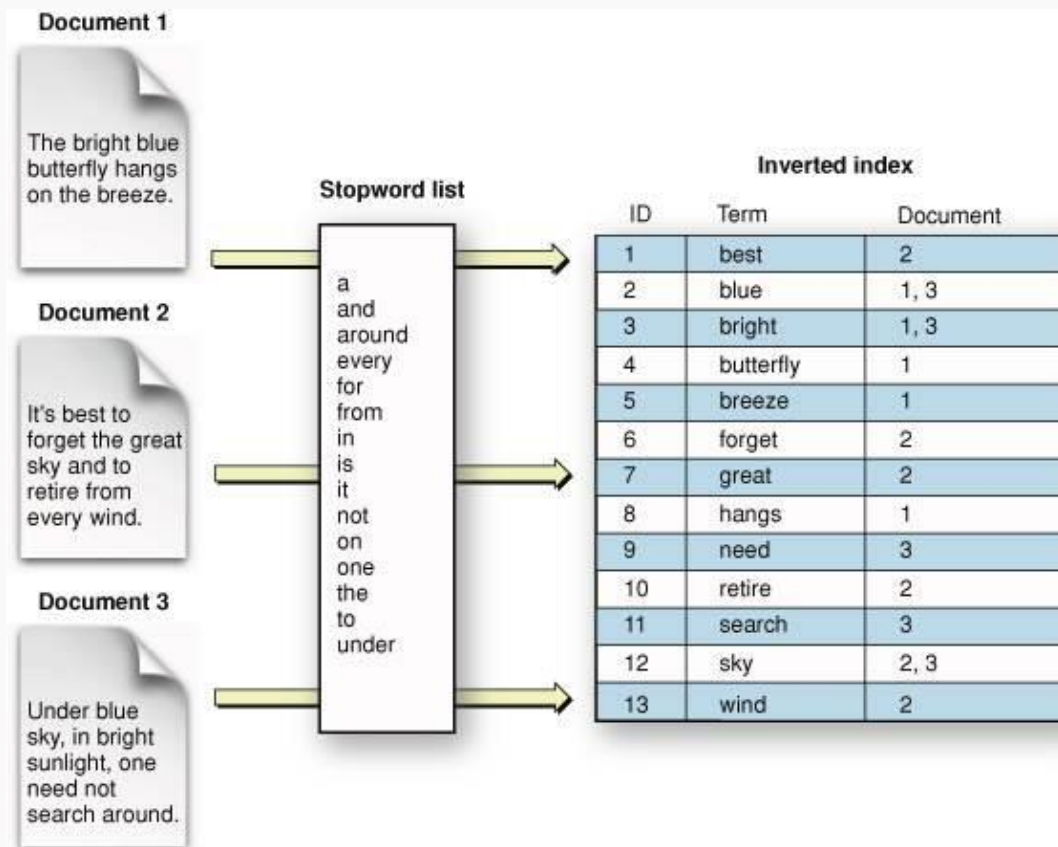 Document 1
The bright blue
butterfly hangs
on the breeze.
Document 2
It's best to
forget the great
sky and to
retire from
every wind.
Document 3
Under blue
sky, in bright
sunlight, one
need not
search around.
Stopword list
a
and
around
every
for
from
in
is
it
not
on
one
the
to
under
Inverted index
ID Term Document
1 best 2
2 blue 1, 3
3 bright 1, 3
4 butterfly 1
5 breeze 1
6 forget 2
7 great 2
8 hangs 1
9 need 3
10 retire 2
11 search 3
12 sky 2, 3
13 wind 2